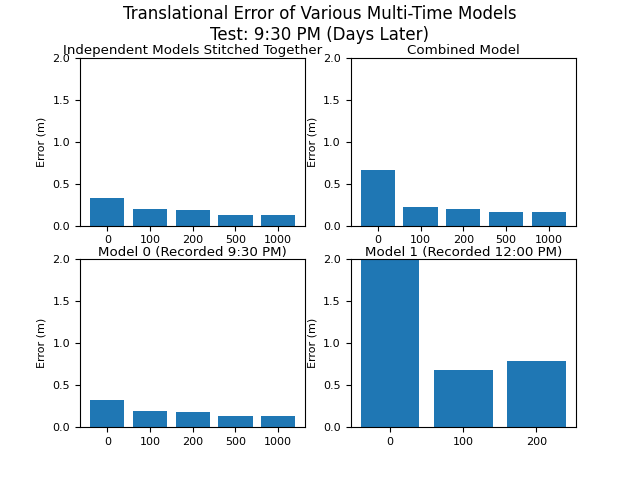 Translational Error of Various Multi-Time Models
Test: 9:30 PM (Days Later)
Independent Models Stitched Together
2.0
1.5
1.0
0.5
0.0
Error (m)
0 100 200 500 1000
Combined Model
2.0
1.5
1.0
0.5
0.0
Error (m)
0 100 200 500 1000
Model 0 (Recorded 9:30 PM)
2.0
1.5
1.0
0.5
0.0
Error (m)
0 100 200 500 1000
Model 1 (Recorded 12:00 PM)
2.0
1.5
1.0
0.5
0.0
Error (m)
0 100 200